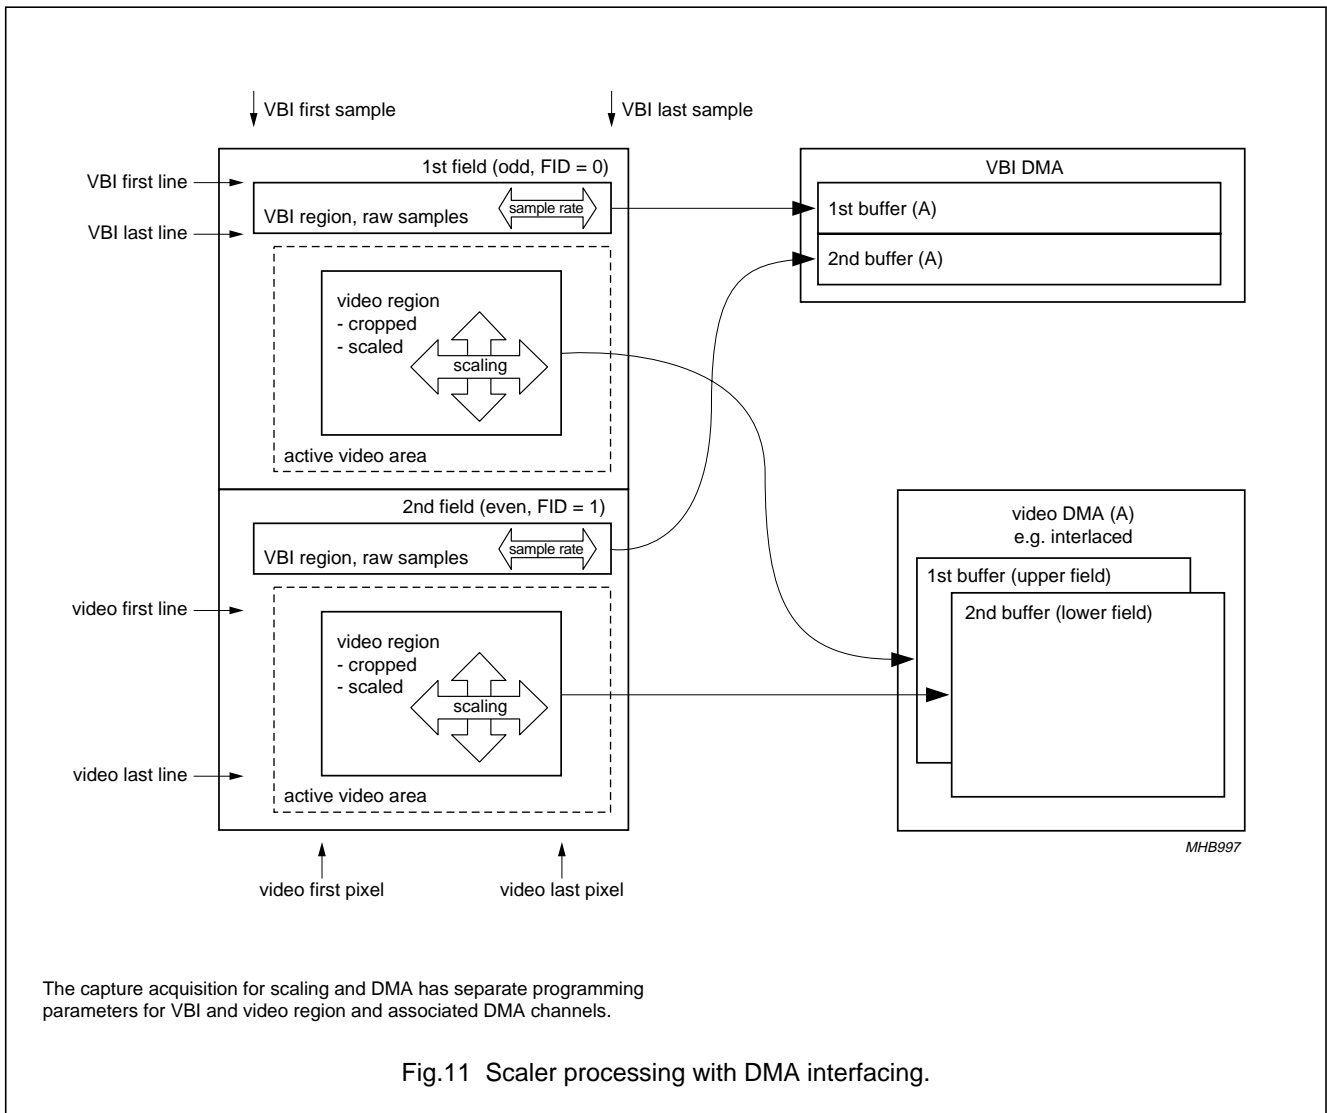 VBI first sample
VBI last sample
VBI first line
VBI last line
1st field (odd, FID = 0)
VBI region, raw samples
sample rate
video region
- cropped
- scaled
scaling
active video area
2nd field (even, FID = 1)
VBI region, raw samples
sample rate
video first line
video region
- cropped
- scaled
scaling
video last line
active video area
video first pixel
video last pixel
VBI DMA
1st buffer (A)
2nd buffer (A)
video DMA (A)
e.g. interlaced
1st buffer (upper field)
2nd buffer (lower field)
MHB997
The capture acquisition for scaling and DMA has separate programming
parameters for VBI and video region and associated DMA channels.
Fig.11 Scaler processing with DMA interfacing.